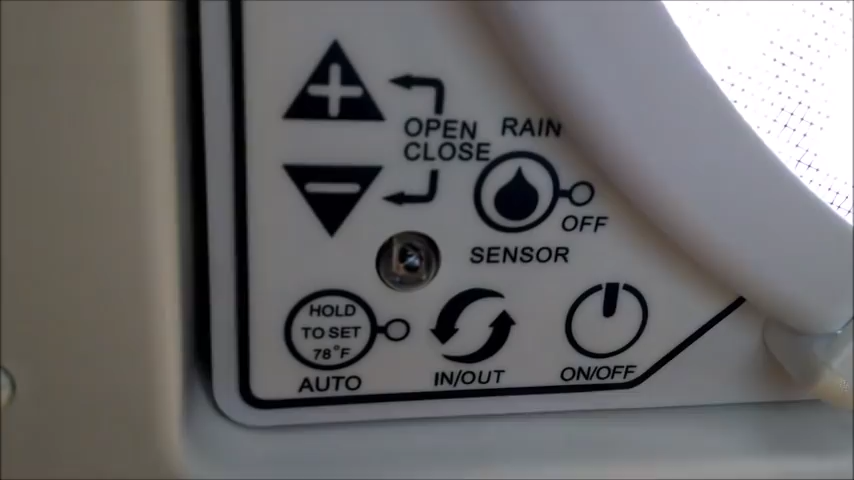 OPEN
CLOSE
RAIN
OFF
SENSOR
HOLD
TO SET
78°F
AUTO
IN/OUT
ON/OFF